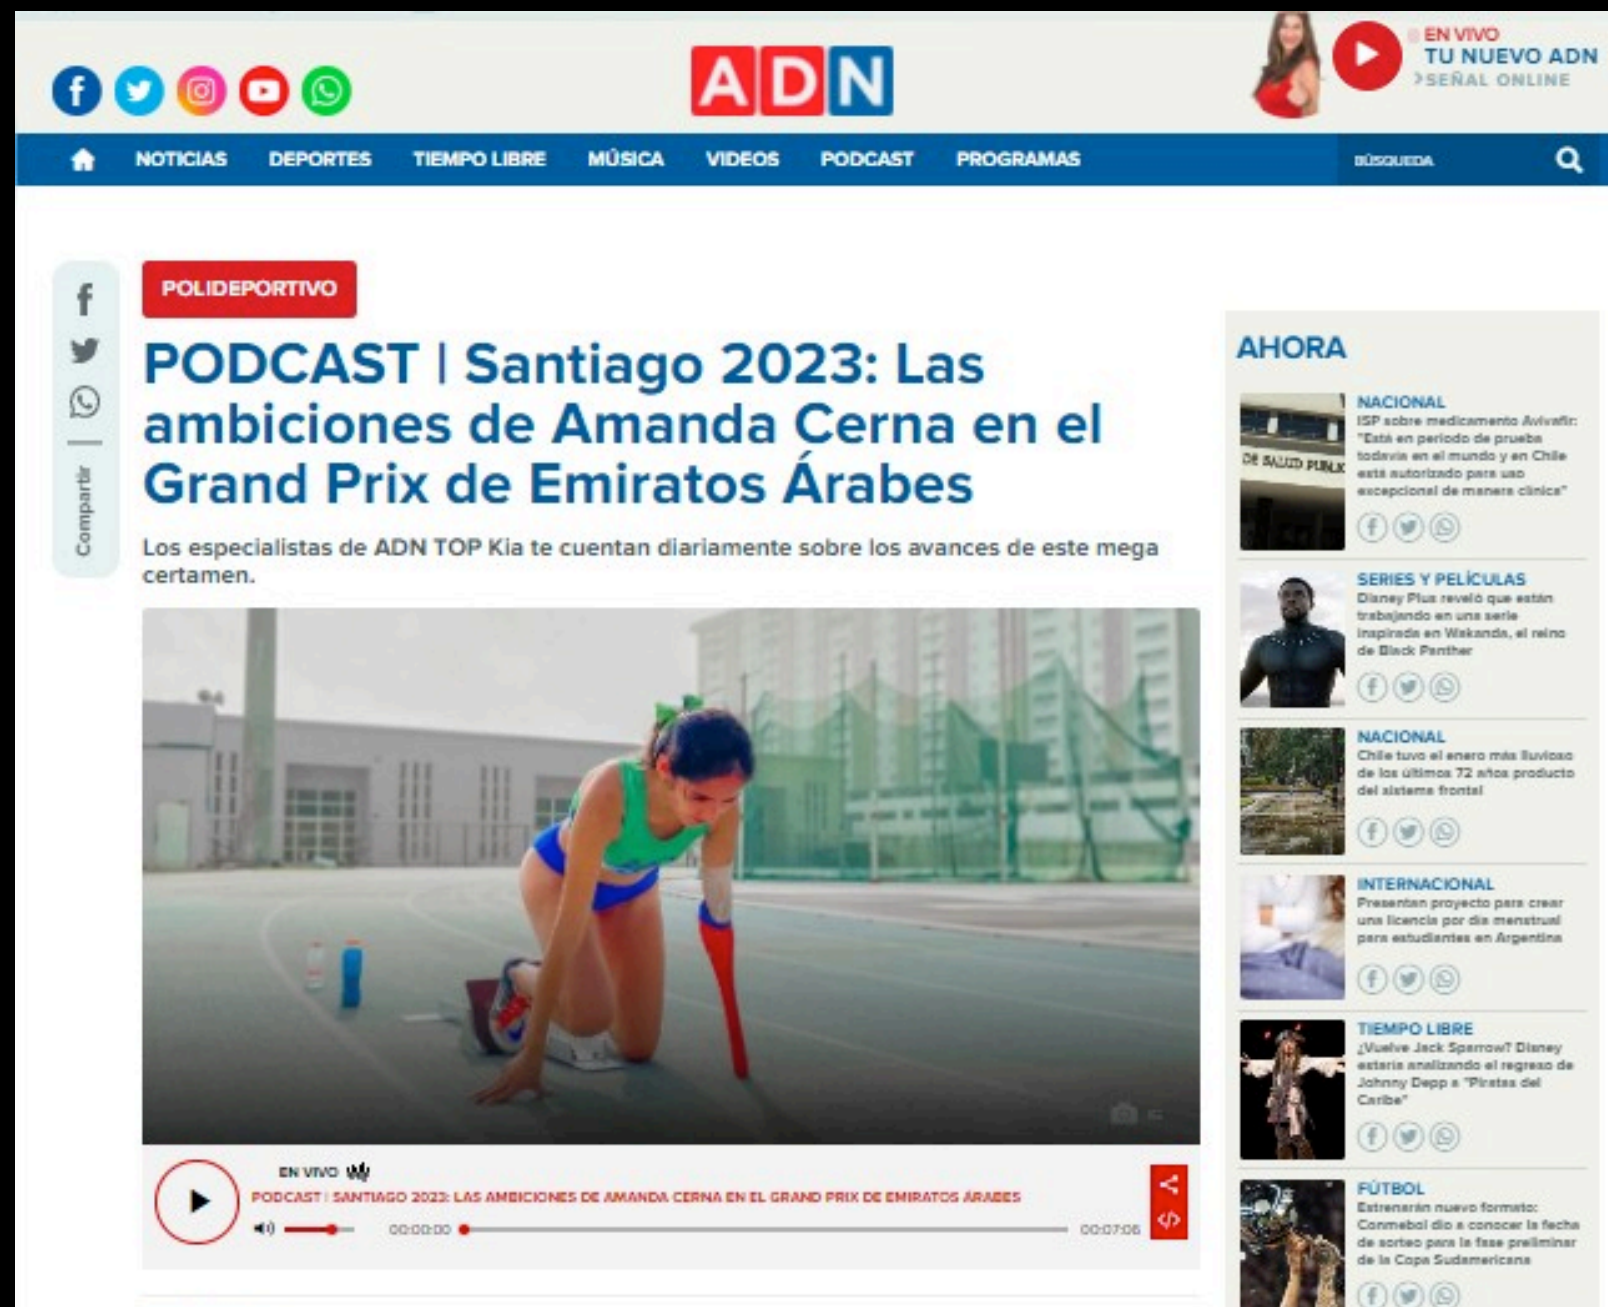 EN VIVO
TU NUEVO ADN
SEÑAL ONLINE
ADN
NOTICIAS DEPORTES TIEMPO LIBRE MÚSICA VIDEOS PODCAST PROGRAMAS BÚSQUEDA
Compartir
POLIDEPORTIVO
PODCAST | Santiago 2023: Las
ambiciones de Amanda Cerna en el
Grand Prix de Emiratos Árabes
Los especialistas de ADN TOP Kia te cuentan diariamente sobre los avances de este mega
certamen.
IG
EN VIVO
PODCAST | SANTIAGO 2023: LAS AMBICIONES DE AMANDA CERNA EN EL GRAND PRIX DE EMIRATOS ÁRABES
00:00:00 00:07:06
AHORA
DE SALUD PUBLIC
NACIONAL
ISP sobre medicamento Avivafir:
"Está en periodo de prueba
todavía en el mundo y en Chile
está autorizado para uso
excepcional de manera clínica"
SERIES Y PELÍCULAS
Disney Plus reveló que están
trabajando en una serie
inspirada en Wakanda, el reino
de Black Panther
NACIONAL
Chile tuvo el enero más lluvioso
de los últimos 72 años producto
del sistema frontal
INTERNACIONAL
Presentan proyecto para crear
una licencia por día menstrual
para estudiantes en Argentina
TIEMPO LIBRE
¿Vuelve Jack Sparrow? Disney
estaría analizando el regreso de
Johnny Depp a "Piratas del
Caribe"
FÚTBOL
Estrenarán nuevo formato:
Conmebol dio a conocer la fecha
de sorteo para la fase preliminar
de la Copa Sudamericana